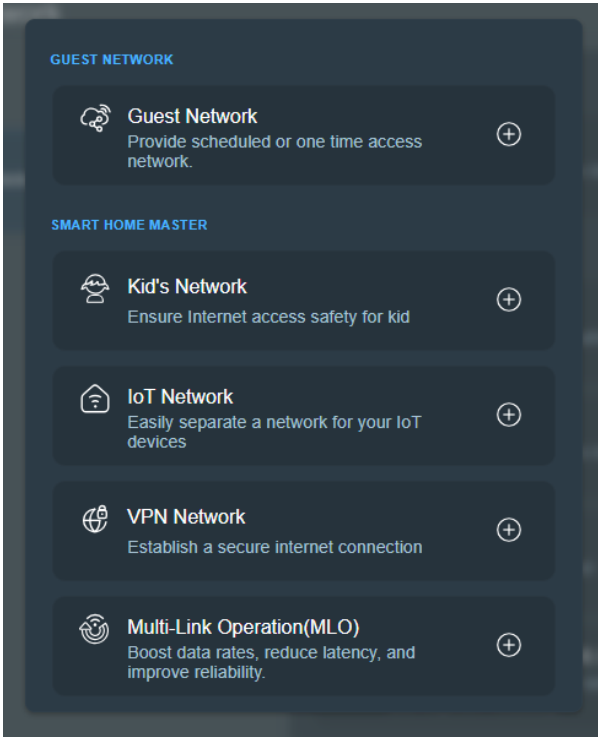 GUEST NETWORK
Guest Network
Provide scheduled or one time access
network.
SMART HOME MASTER
Kid's Network
Ensure Internet access safety for kid
IoT Network
Easily separate a network for your IoT
devices
VPN Network
Establish a secure internet connection
Multi-Link Operation(MLO)
Boost data rates, reduce latency, and
improve reliability.